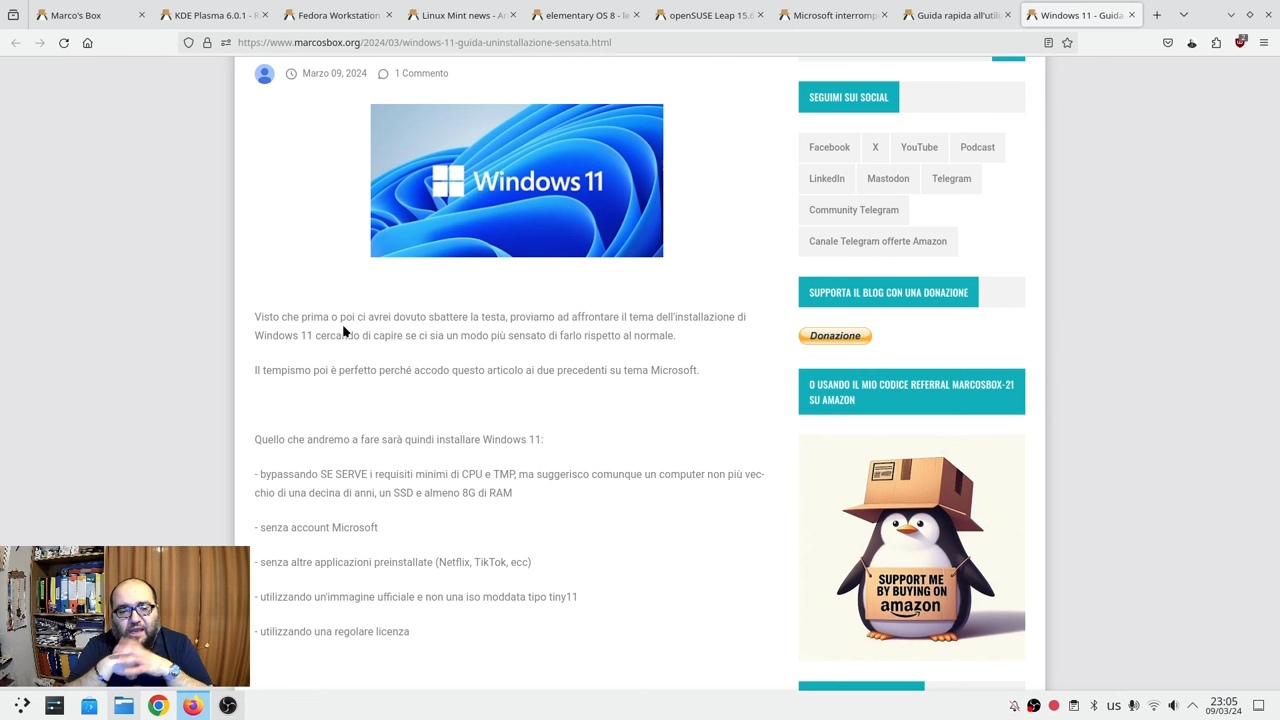 Marco's Box
KDE Plasma 6.0.1 - R
Fedora Workstation
Linux Mint news - A
elementary OS 8 - le
openSUSE Leap 15.6
Microsoft interromp
Guida rapida all'utili
Windows 11 - Guida
https://www.marcosbox.org/2024/03/windows-11-guida-uninstallazione-sensata.html
Marzo 09, 2024
1 Commento
Windows 11
Visto che prima o poi ci avrei dovuto sbattere la testa, proviamo ad affrontare il tema dell'installazione di
Windows 11 cercando di capire se ci sia un modo più sensato di farlo rispetto al normale.
Il tempismo poi è perfetto perché accodo questo articolo ai due precedenti su tema Microsoft.
Quello che andremo a fare sarà quindi installare Windows 11:
- bypassando SE SERVE i requisiti minimi di CPU e TMP, ma suggerisco comunque un computer non più vec-
chio di una decina di anni, un SSD e almeno 8G di RAM
- senza account Microsoft
- senza altre applicazioni preinstallate (Netflix, TikTok, ecc)
- utilizzando un'immagine ufficiale e non una iso moddata tipo tiny11
- utilizzando una regolare licenza
SEGUIMI SUI SOCIAL
Facebook X YouTube Podcast
LinkedIn Mastodon Telegram
Community Telegram
Canale Telegram offerte Amazon
SUPPORTA IL BLOG CON UNA DONAZIONE
Donazione
O USANDO IL MIO CODICE REFERRAL MARCOSBOX-21
SU AMAZON
SUPPORT ME
BY BUYING ON
amazon
us
23:05
09/03/24